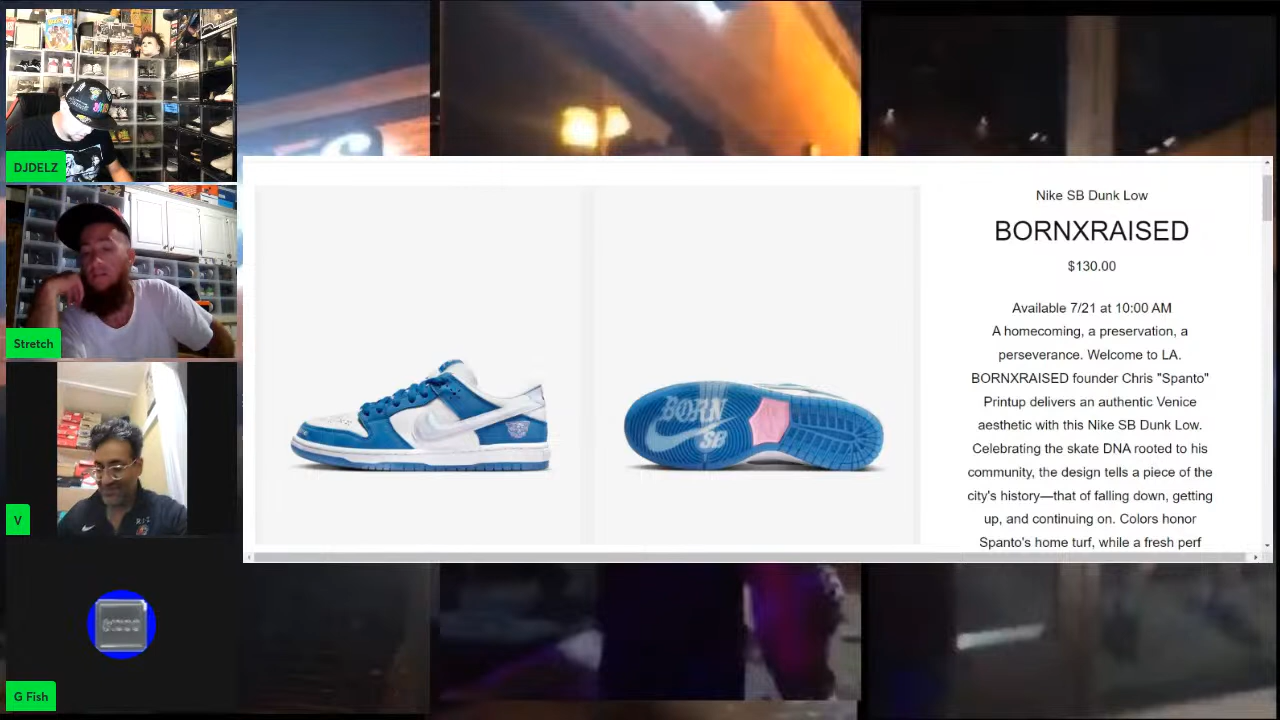 DJDELZ
Stretch
V
G Fish
Nike SB Dunk Low
BORNXRAISED
$130.00
Available 7/21 at 10:00 AM
A homecoming, a preservation, a
perseverance. Welcome to LA.
BORNXRAISED founder Chris "Spanto"
Printup delivers an authentic Venice
aesthetic with this Nike SB Dunk Low.
Celebrating the skate DNA rooted to his
community, the design tells a piece of the
city's history—that of falling down, getting
up, and continuing on. Colors honor
Spanto's home turf, while a fresh perf
BORN
SB